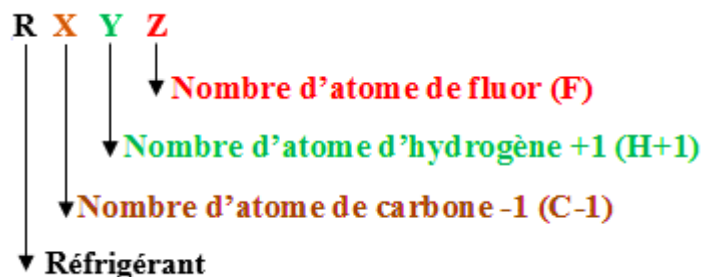 R X Y Z
Nombre d'atome de fluor (F)
Nombre d'atome d'hydrogène +1 (H+1)
Nombre d'atome de carbone -1 (C-1)
Réfrigérant